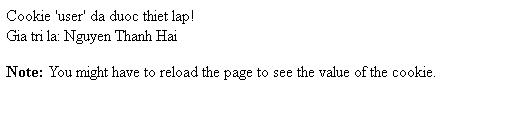 Cookie 'user' da duoc thiet lap!
Gia tri la: Nguyen Thanh Hai
Note: You might have to reload the page to see the value of the cookie.